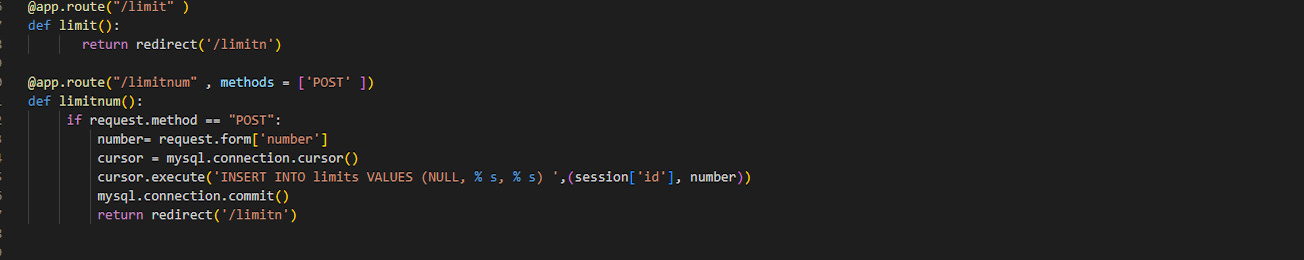 @app.route("/limit" )
def limit():
return redirect('/limitn')
@app.route("/limitnum" , methods = ['POST' ])
def limitnum():
if request.method == "POST":
number= request.form['number']
cursor = mysql.connection.cursor()
cursor.execute('INSERT INTO limits VALUES (NULL, % s, % s) ',(session['id'], number))
mysql.connection.commit()
return redirect('/limitn')